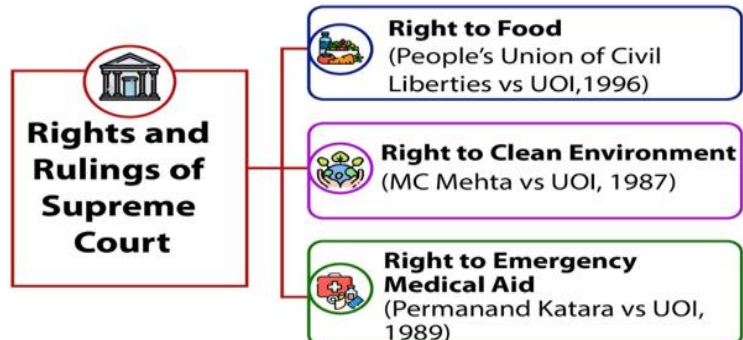 Rights and
Rulings of
Supreme
Court
Right to Food
(People's Union of Civil
Liberties vs UOI,1996)
Right to Clean Environment
(MC Mehta vs UOI, 1987)
Right to Emergency
Medical Aid
(Permanand Katara vs UOI,
1989)